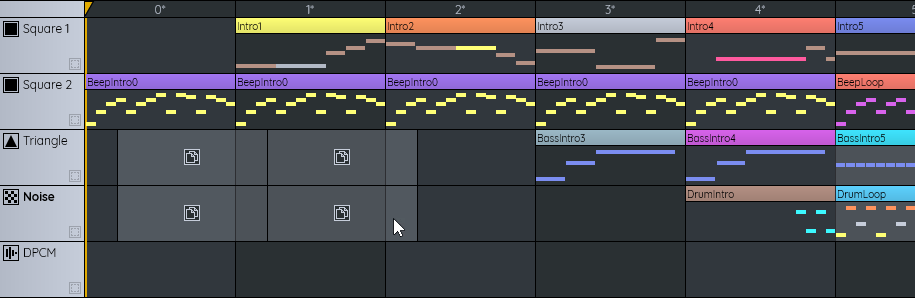 0* 1* 2* 3* 4* 5
Square 1 Intro1 Intro2 Intro3 Intro4 Intro5
Square 2 BeepIntro0 BeepIntro0 BeepIntro0 BeepIntro0 BeepIntro0 BeepLoop
Triangle BassIntro3 BassIntro4 BassIntro5
Noise DrumIntro DrumLoop
DPCM